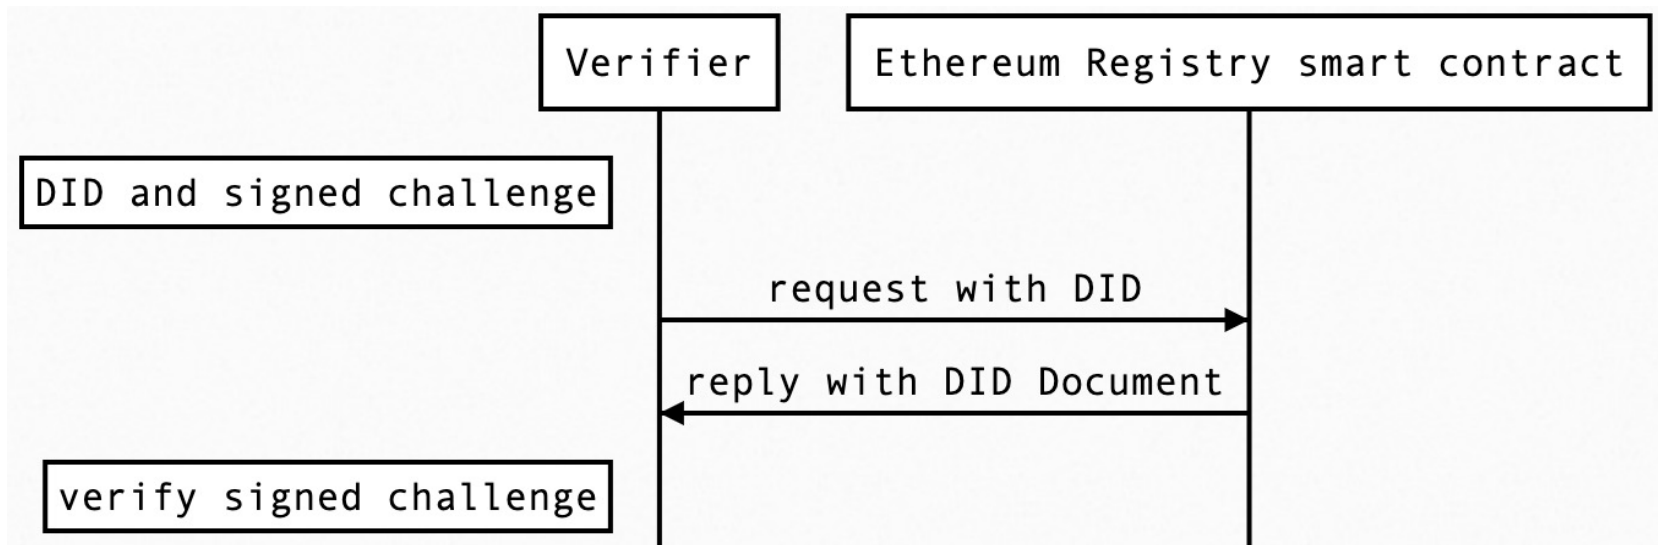 Verifier
Ethereum Registry smart contract
DID and signed challenge
request with DID
reply with DID Document
verify signed challenge